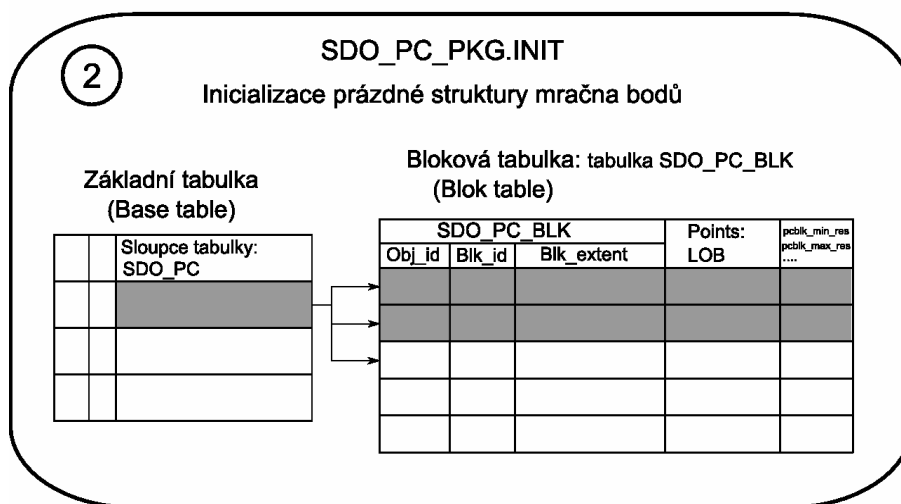 2
SDO_PC_PKG.INIT
Inicializace prázdné struktury mračna bodů
Základní tabulka
(Base table)
Sloupce tabulky:
SDO_PC
Bloková tabulka: tabulka SDO_PC_BLK
(Blok table)
SDO_PC_BLK
Obj_id Blk_id Blk_extent
Points:
LOB
pcblk_min_res
pcblk_max_res
....